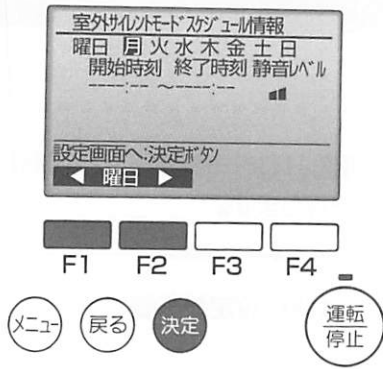 室外サイレントモードスケジュール情報
曜日 月 火 水 木 金 土 日
開始時刻 終了時刻 静音レベル
----:-- ～----:--
設定画面へ:決定ボタン
◀ 曜日 ▶
F1 F2 F3 F4
メニュー 戻る 決定 運転
停止